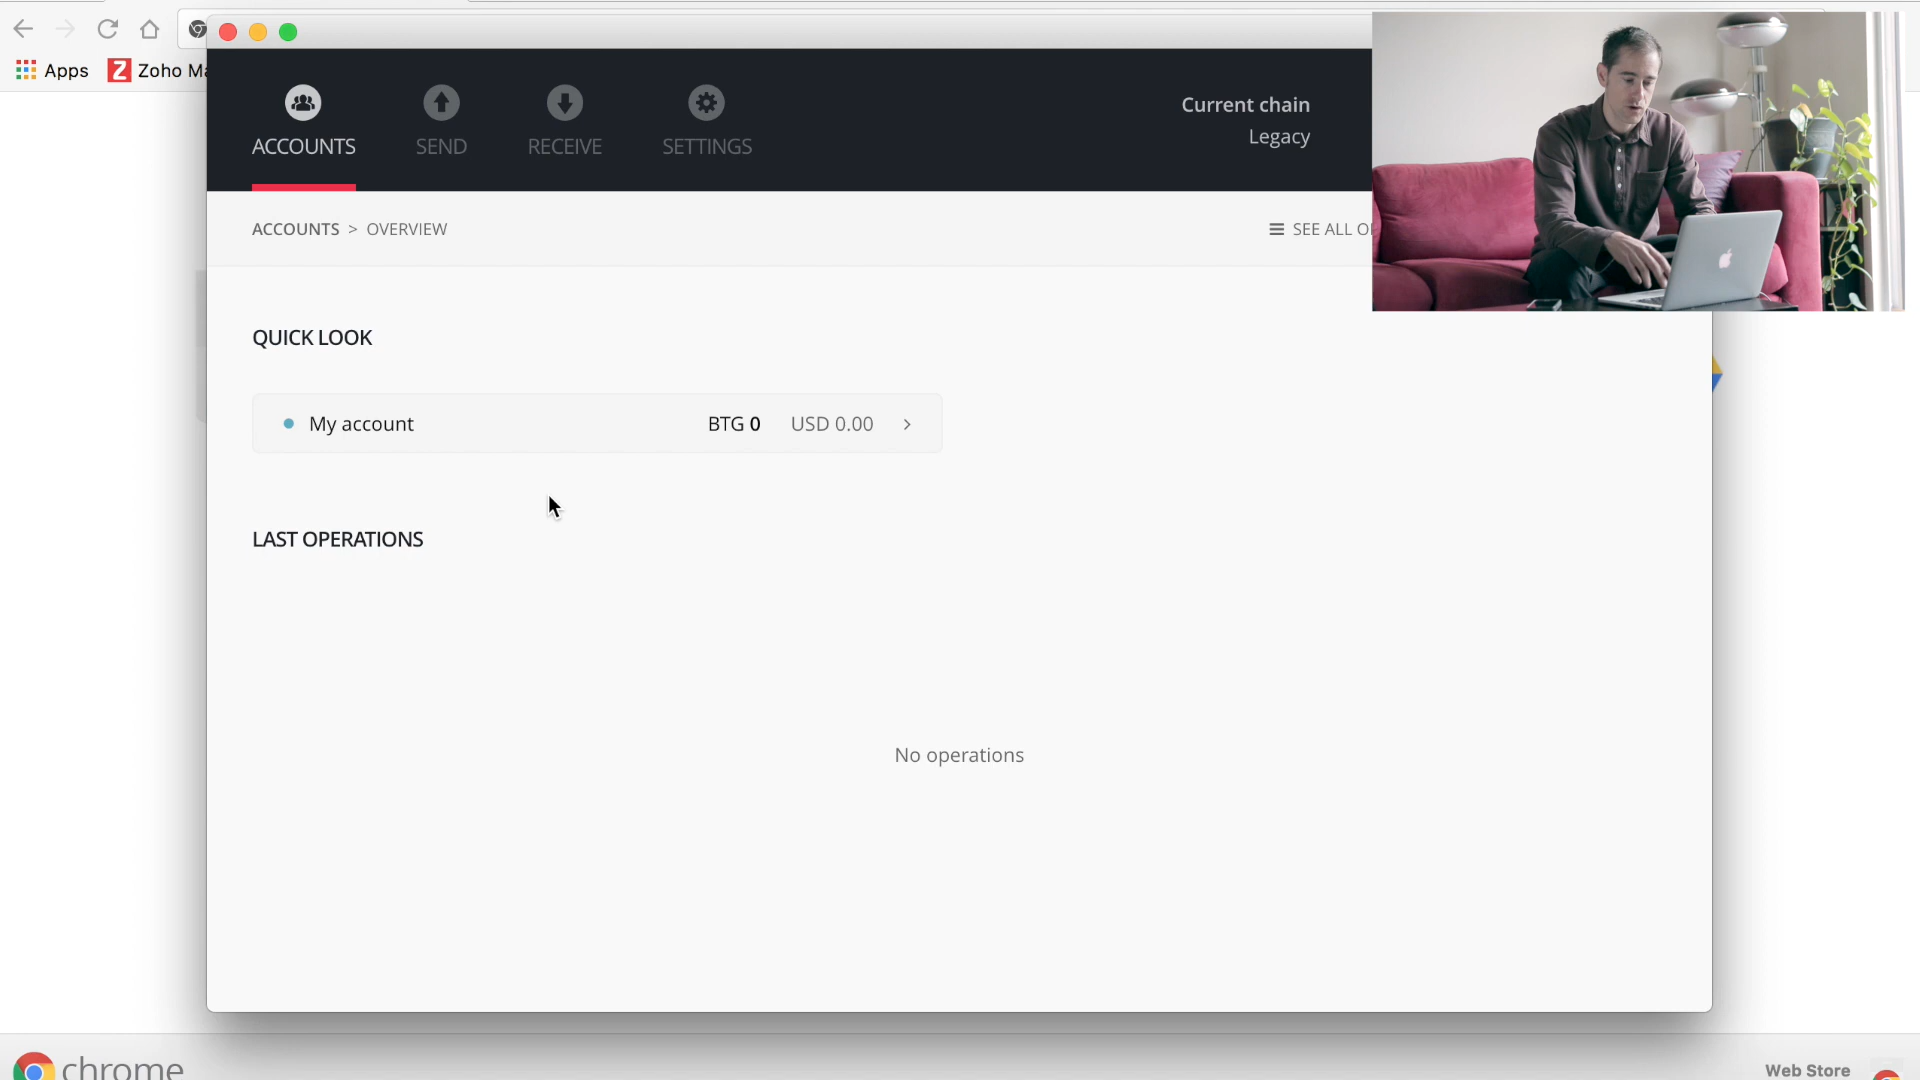 Apps
Zoho Ma
ACCOUNTS
SEND
RECEIVE
SETTINGS
Current chain
Legacy
ACCOUNTS > OVERVIEW
SEE ALL O
QUICK LOOK
My account
BTG 0
USD 0.00
LAST OPERATIONS
No operations
chrome
Web Store